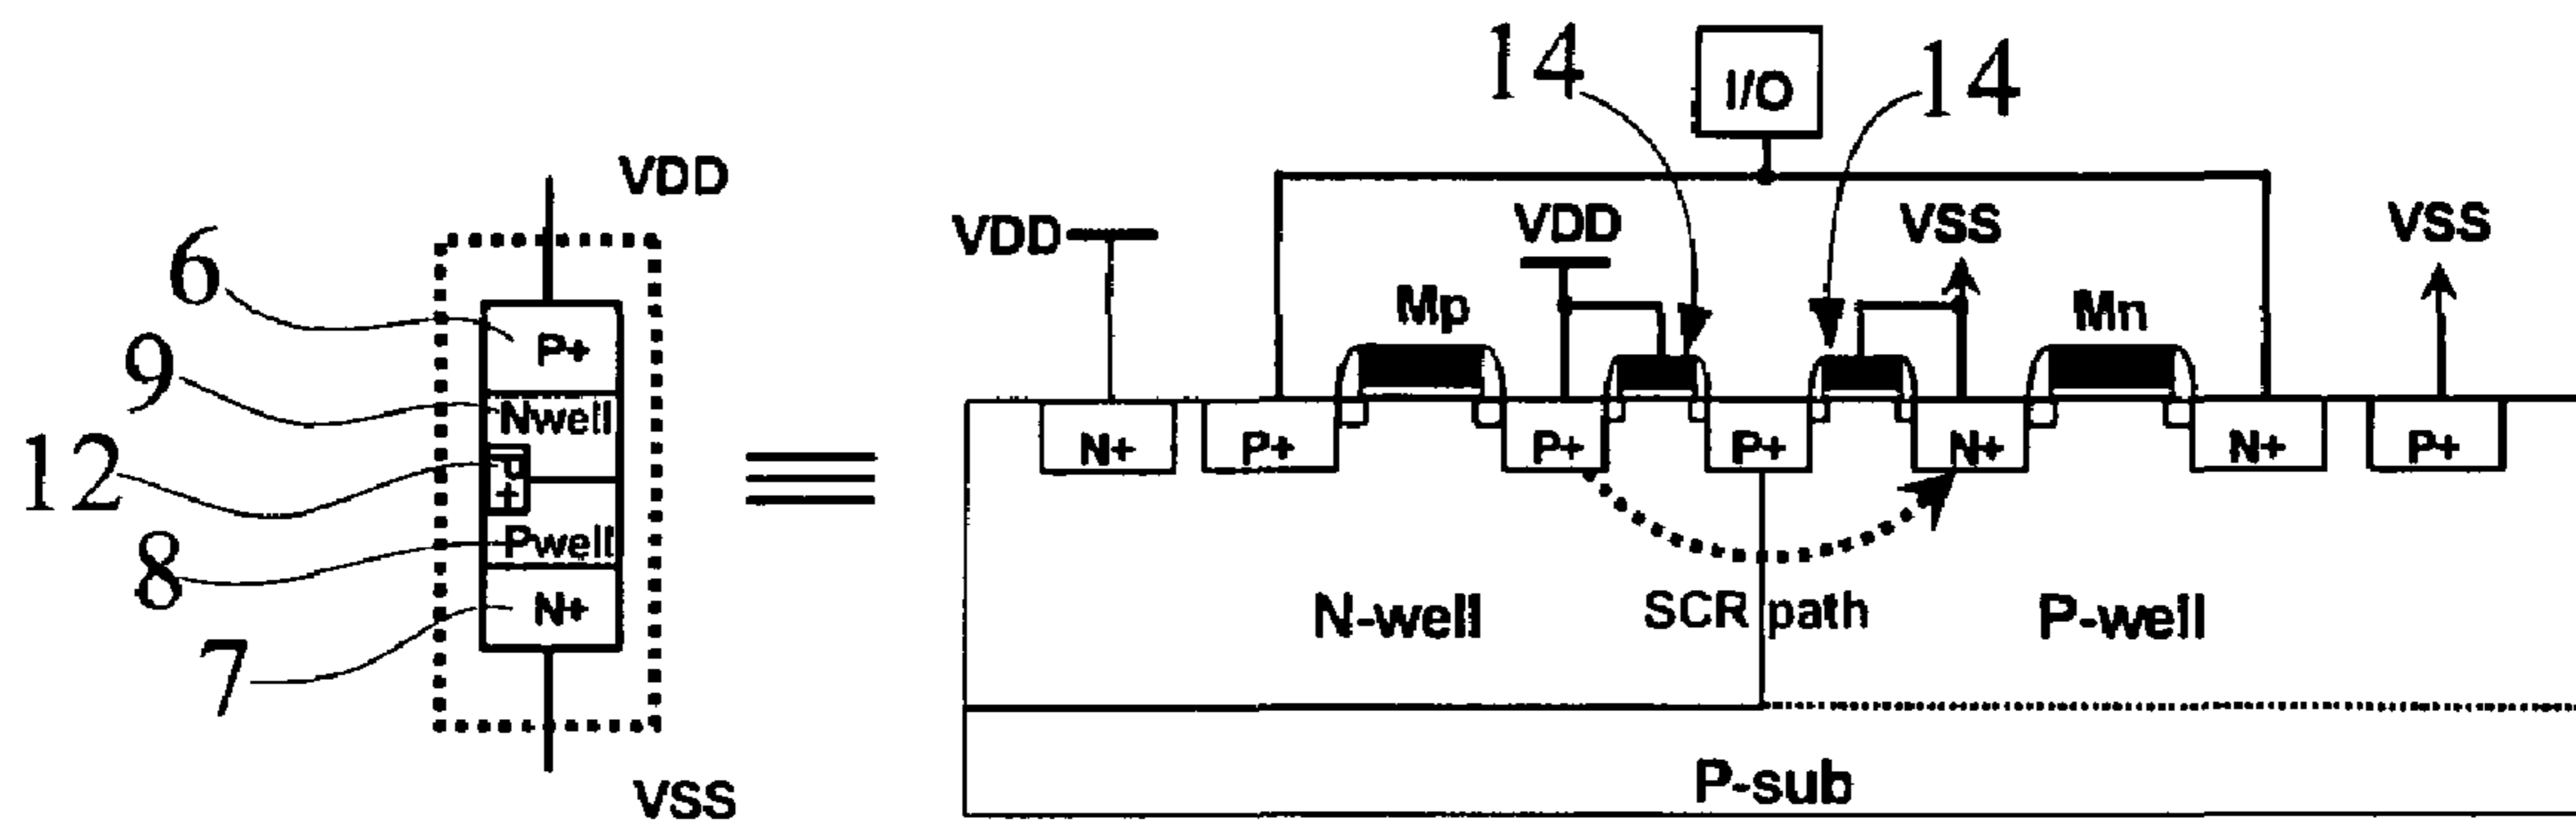 14
I/O
14
VDD
6
P+
9
Nwell
12
P
+
8
Pwell
7
N+
VSS
VDD
VDD
VSS
VSS
Mp
Mn
N+
P+
P+
P+
N+
N+
P+
N-well
SCR path
P-well
P-sub